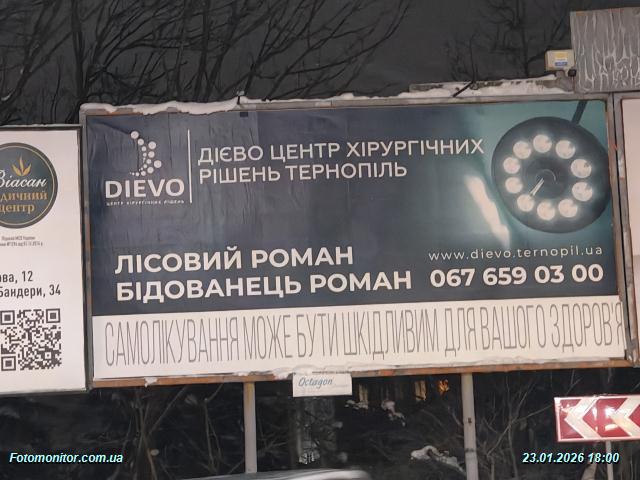 DIEVO
ЦЕНТР ХІРУРГІЧНИХ РІШЕНЬ
ДІЄВО ЦЕНТР ХІРУРГІЧНИХ
РІШЕНЬ ТЕРНОПІЛЬ
ЛІСОВИЙ РОМАН
БІДОВАНЕЦЬ РОМАН
www.dievo.ternopil.ua
067 659 03 00
САМОЛІКУВАННЯ МОЖЕ БУТИ ШКІДЛИВИМ ДЛЯ ВАШОГО ЗДОРОВ'Я
Віасан
центр
12
Бандери, 34
Octagon
Fotomonitor.com.ua
23.01.2026 18:00